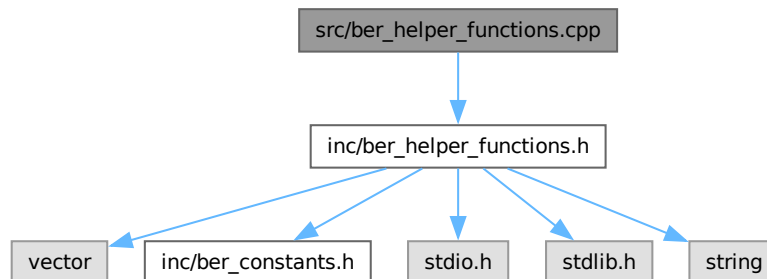 src/ber_helper_functions.cpp
inc/ber_helper_functions.h
vector
inc/ber_constants.h
stdio.h
stdlib.h
string